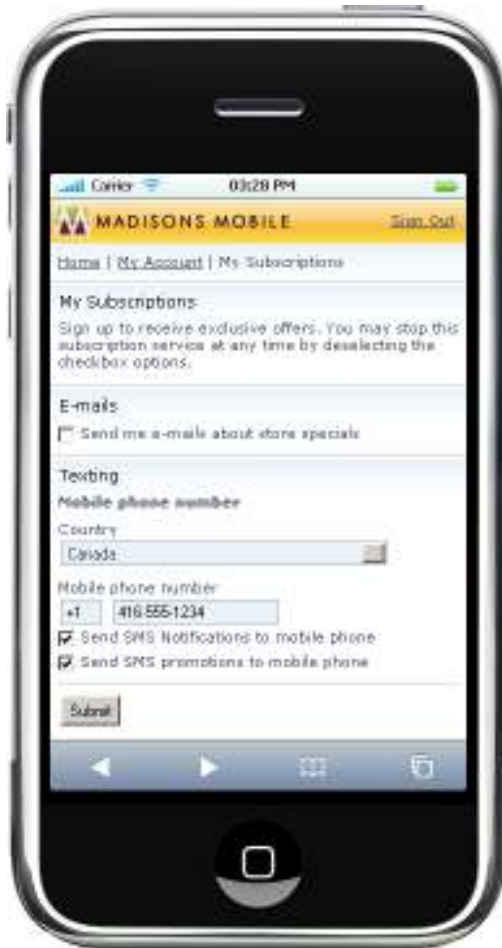 Carrier 03:28 PM
MADISONS MOBILE Sign Out
Home | My Account | My Subscriptions
My Subscriptions
Sign up to receive exclusive offers. You may stop this
subscription service at any time by deselecting the
checkbox options.
E-mails
Send me e-mails about store specials
Texting
Mobile phone number
Country
Canada
Mobile phone number
+1 416-555-1234
Send SMS Notifications to mobile phone
Send SMS promotions to mobile phone
Submit